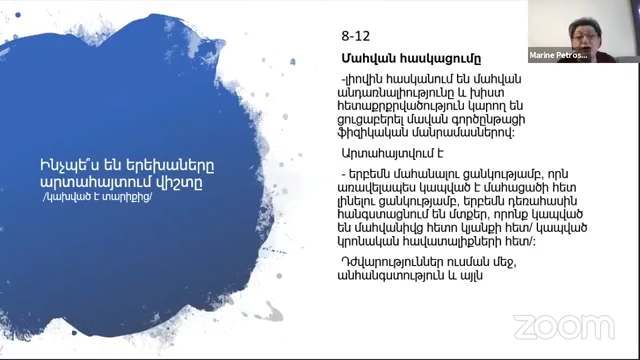 Ինչպե՞ս են երեխաները
արտահայտում վիշտը
/կախված է տարիքից/
8-12
Մահվան հասկացումը
-լիովին հասկանում են մահվան
անդառնալիությունը և խիստ
հետաքրքրվածություն կարող են
ցուցաբերել մավան գործընթացի
ֆիզիկական մանրամասներով:
Արտահայտվում է
- երբեմն մահանալու ցանկությամբ, որն
առավելապես կապված է մահացածի հետ
լինելու ցանկությամբ, երբեմն դեռահասին
հանգստացնում են մտքեր, որոնք կապված
են մահվանիվց հետո կյանքի հետ/ կապված
կրոնական հավատալիքների հետ/:
Դժվարություններ ուսման մեջ,
անհանգստություն և այլն
Marine Petros...
zoom